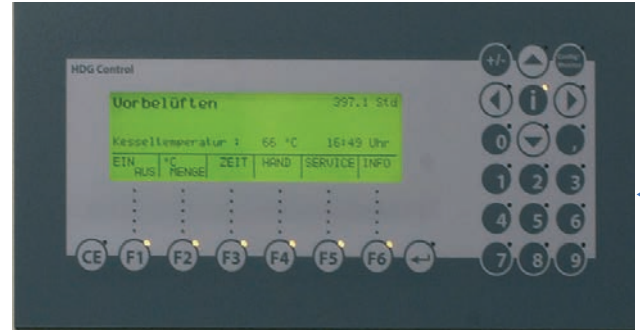 HDG Control
Vorbelüften 397.1 Std
Kesseltemperatur : 66 °C 16:49 Uhr
EIN °C ZEIT HAND SERVICE INFO
AUS MENGE
CE F1 F2 F3 F4 F5 F6
+/-
i
0 ,
1 2 3
4 5 6
7 8 9